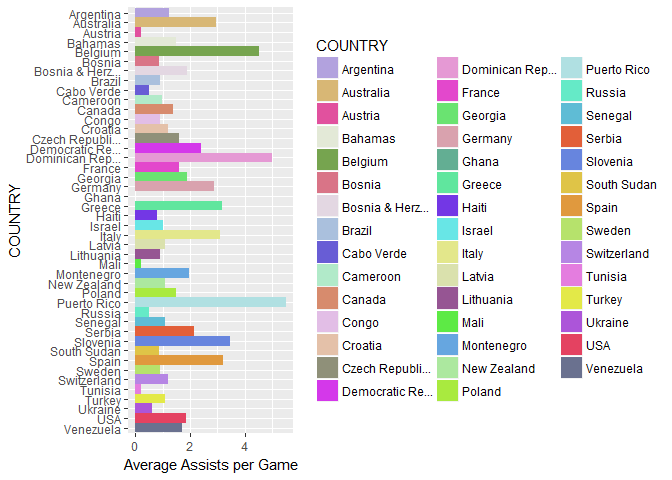 COUNTRY
Argentina
Australia
Austria
Bahamas
Belgium
Bosnia
Bosnia & Herz...
Brazil
Cabo Verde
Cameroon
Canada
Congo
Croatia
Czech Republi...
Democratic Re...
Dominican Rep...
France
Georgia
Germany
Ghana
Greece
Haiti
Israel
Italy
Latvia
Lithuania
Mali
Montenegro
New Zealand
Poland
Puerto Rico
Russia
Senegal
Serbia
Slovenia
South Sudan
Spain
Sweden
Switzerland
Tunisia
Turkey
Ukraine
USA
Venezuela
0 2 4
Average Assists per Game
COUNTRY
Argentina
Australia
Austria
Bahamas
Belgium
Bosnia
Bosnia & Herz...
Brazil
Cabo Verde
Cameroon
Canada
Congo
Croatia
Czech Republi...
Democratic Re...
Dominican Rep...
France
Georgia
Germany
Ghana
Greece
Haiti
Israel
Italy
Latvia
Lithuania
Mali
Montenegro
New Zealand
Poland
Puerto Rico
Russia
Senegal
Serbia
Slovenia
South Sudan
Spain
Sweden
Switzerland
Tunisia
Turkey
Ukraine
USA
Venezuela